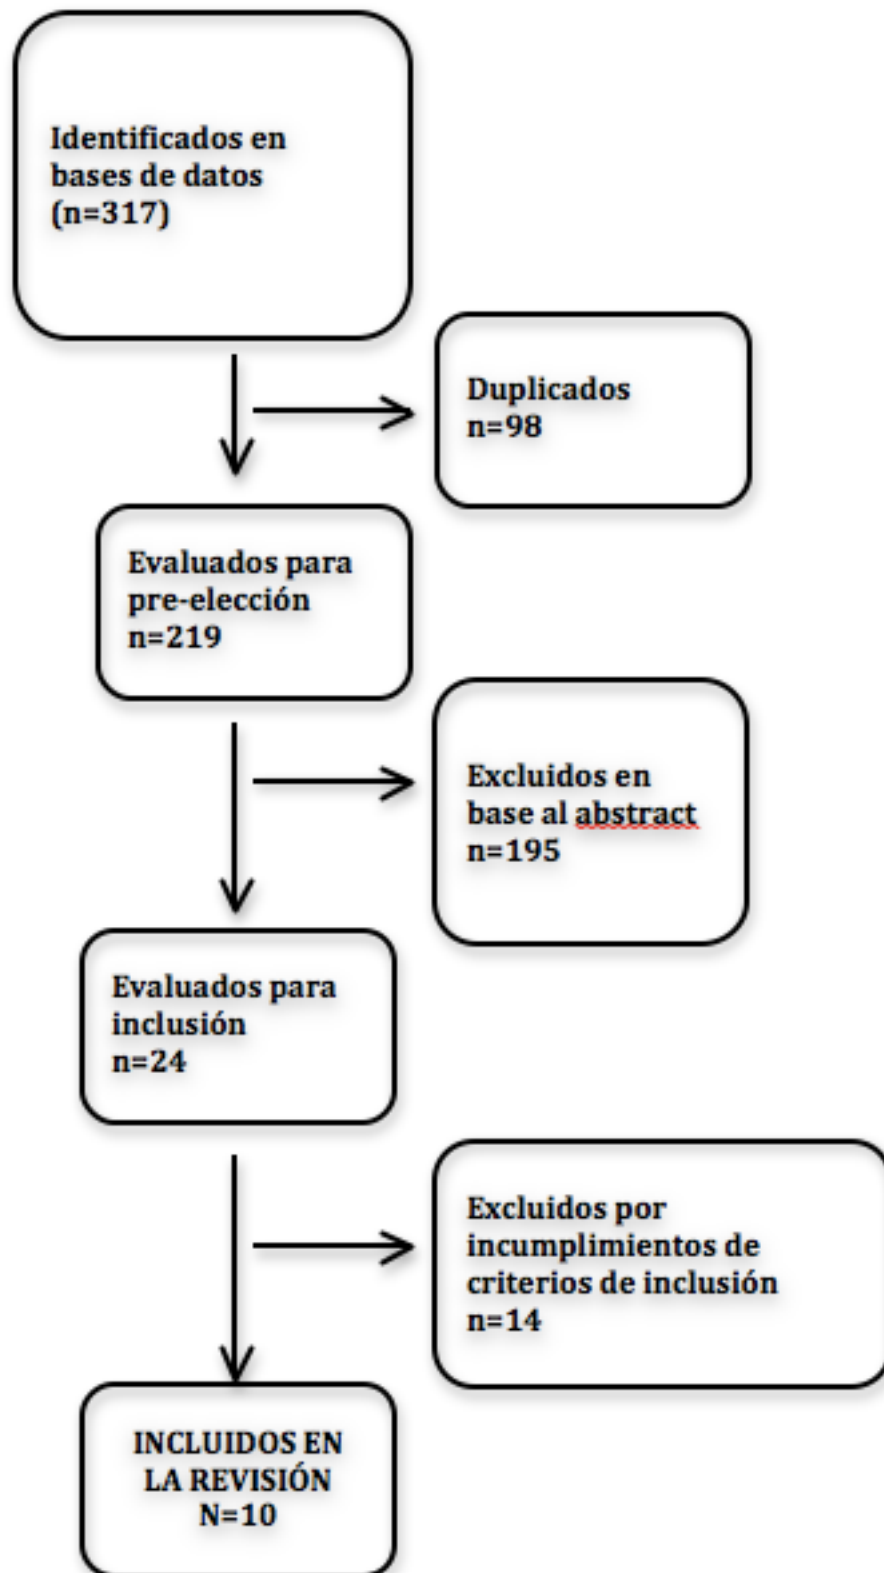 Identificados en
bases de datos
(n=317)
Duplicados
n=98
Evaluados para
pre-elección
n=219
Excluidos en
base al abstract
n=195
Evaluados para
inclusión
n=24
Excluidos por
incumplimientos de
criterios de inclusión
n=14
INCLUIDOS EN
LA REVISIÓN
N=10